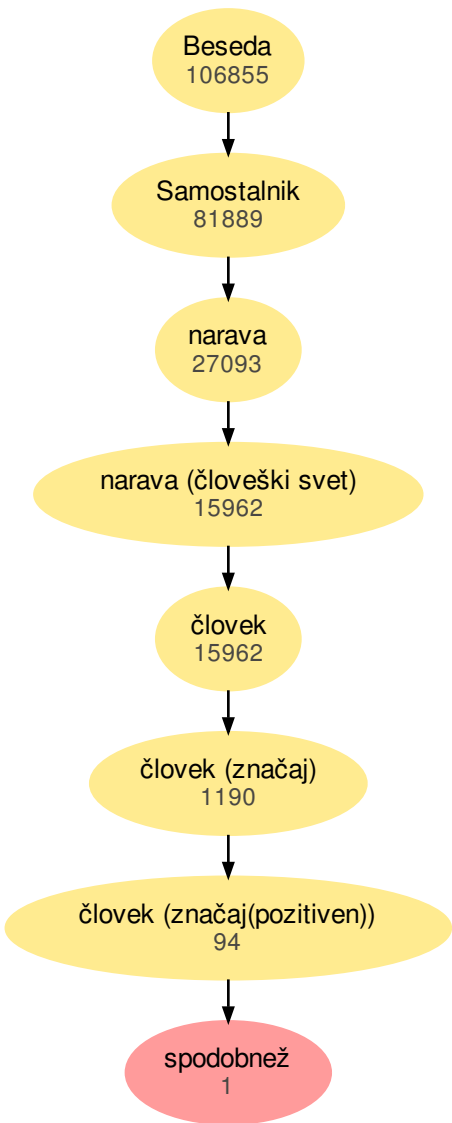 Beseda
106855
Samostalnik
81889
narava
27093
narava (človeški svet)
15962
človek
15962
človek (značaj)
1190
človek (značaj(pozitiven))
94
spodobnež
1